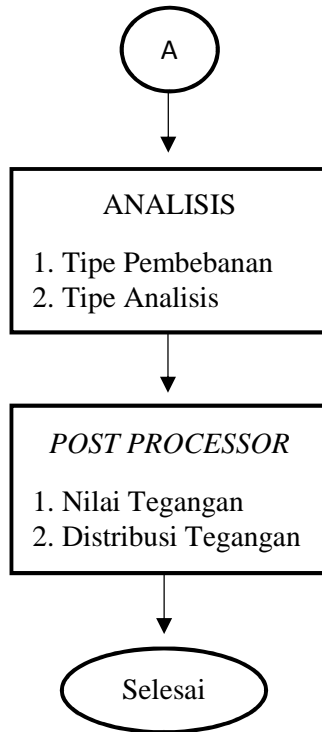 A
ANALISIS
1. Tipe Pembebanan
2. Tipe Analisis
POST PROCESSOR
1. Nilai Tegangan
2. Distribusi Tegangan
Selesai